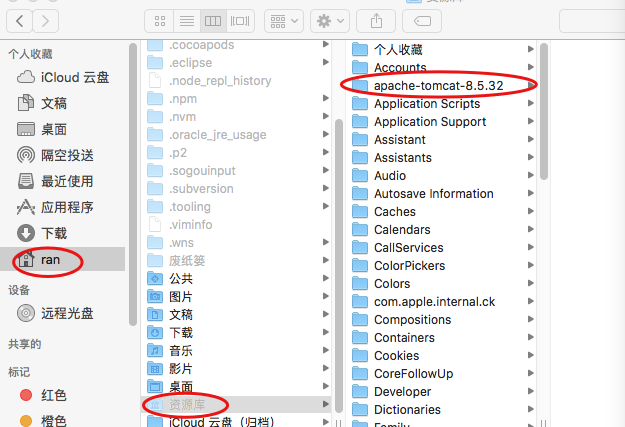 资源库
个人收藏
iCloud 云盘
文稿
桌面
隔空投送
最近使用
应用程序
下载
ran
设备
远程光盘
共享的
标记
红色
橙色
.cocoapods
.eclipse
.node_repl_history
.npm
.nvm
.oracle_jre_usage
.p2
.sogouinput
.subversion
.tooling
.viminfo
.wns
废纸篓
公共
图片
文稿
下载
音乐
影片
桌面
资源库
iCloud 云盘（归档）
个人收藏
Accounts
apache-tomcat-8.5.32
Application Scripts
Application Support
Assistant
Assistants
Audio
Autosave Information
Caches
Calendars
CallServices
ColorPickers
Colors
com.apple.internal.ck
Compositions
Containers
Cookies
CoreFollowUp
Developer
Dictionaries
Family